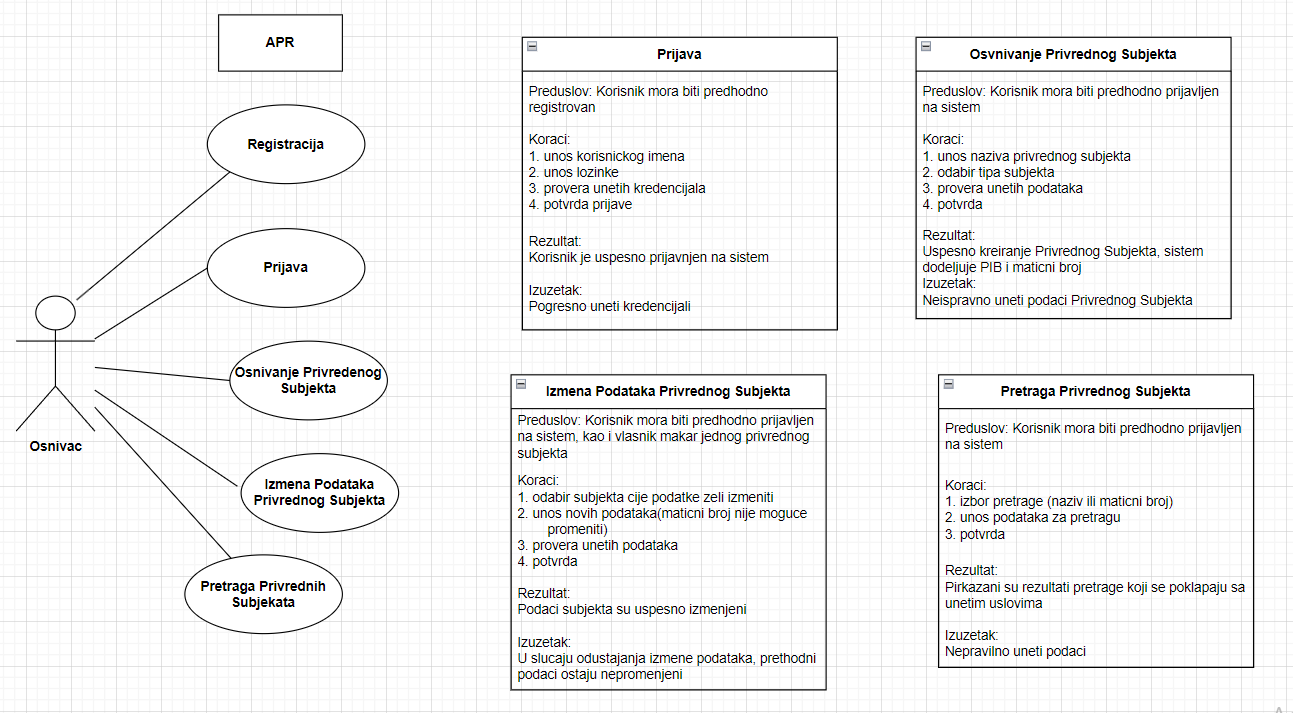 APR
Registracija
Prijava
Osnivanje Privredenog
Subjekta
Izmena Podataka
Privrednog Subjekta
Pretraga Privrednih
Subjekata
Osnivac
Prijava
Preduslov: Korisnik mora biti predhodno
registrovan
Koraci:
1. unos korisnickog imena
2. unos lozinke
3. provera unetih kredencijala
4. potvrda prijave
Rezultat:
Korisnik je uspesno prijavnjen na sistem
Izuzetak:
Pogresno uneti kredencijali
Osvnivanje Privrednog Subjekta
Preduslov: Korisnik mora biti predhodno prijavljen
na sistem
Koraci:
1. unos naziva privrednog subjekta
2. odabir tipa subjekta
3. provera unetih podataka
4. potvrda
Rezultat:
Uspesno kreiranje Privrednog Subjekta, sistem
dodeljuje PIB i maticni broj
Izuzetak:
Neispravno uneti podaci Privrednog Subjekta
Izmena Podataka Privrednog Subjekta
Preduslov: Korisnik mora biti predhodno prijavljen
na sistem, kao i vlasnik makar jednog privrednog
subjekta
Koraci:
1. odabir subjekta cije podatke zeli izmeniti
2. unos novih podataka(maticni broj nije moguce
promeniti)
3. provera unetih podataka
4. potvrda
Rezultat:
Podaci subjekta su uspesno izmenjeni
Izuzetak:
U slucaju odustajanja izmene podataka, prethodni
podaci ostaju nepromenjeni
Pretraga Privrednog Subjekta
Preduslov: Korisnik mora biti predhodno prijavljen
na sistem
Koraci:
1. izbor pretrage (naziv ili maticni broj)
2. unos podataka za pretragu
3. potvrda
Rezultat:
Pirkazani su rezultati pretrage koji se poklapaju sa
unetim uslovima
Izuzetak:
Nepravilno uneti podaci